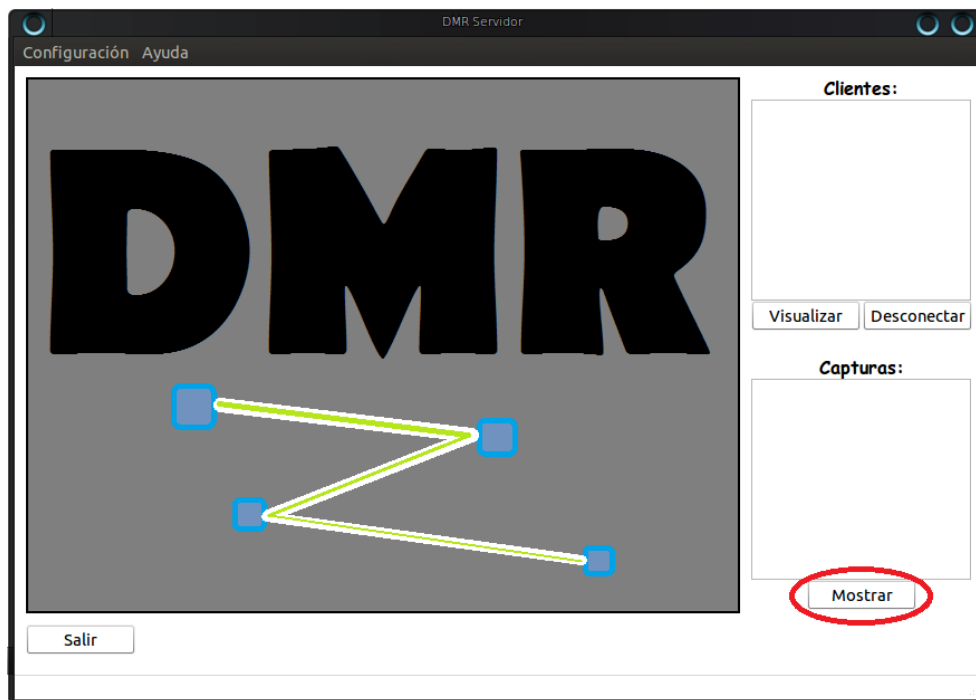 DMR Servidor
Configuración Ayuda
DMR
Clientes:
Visualizar Desconectar
Capturas:
Mostrar
Salir